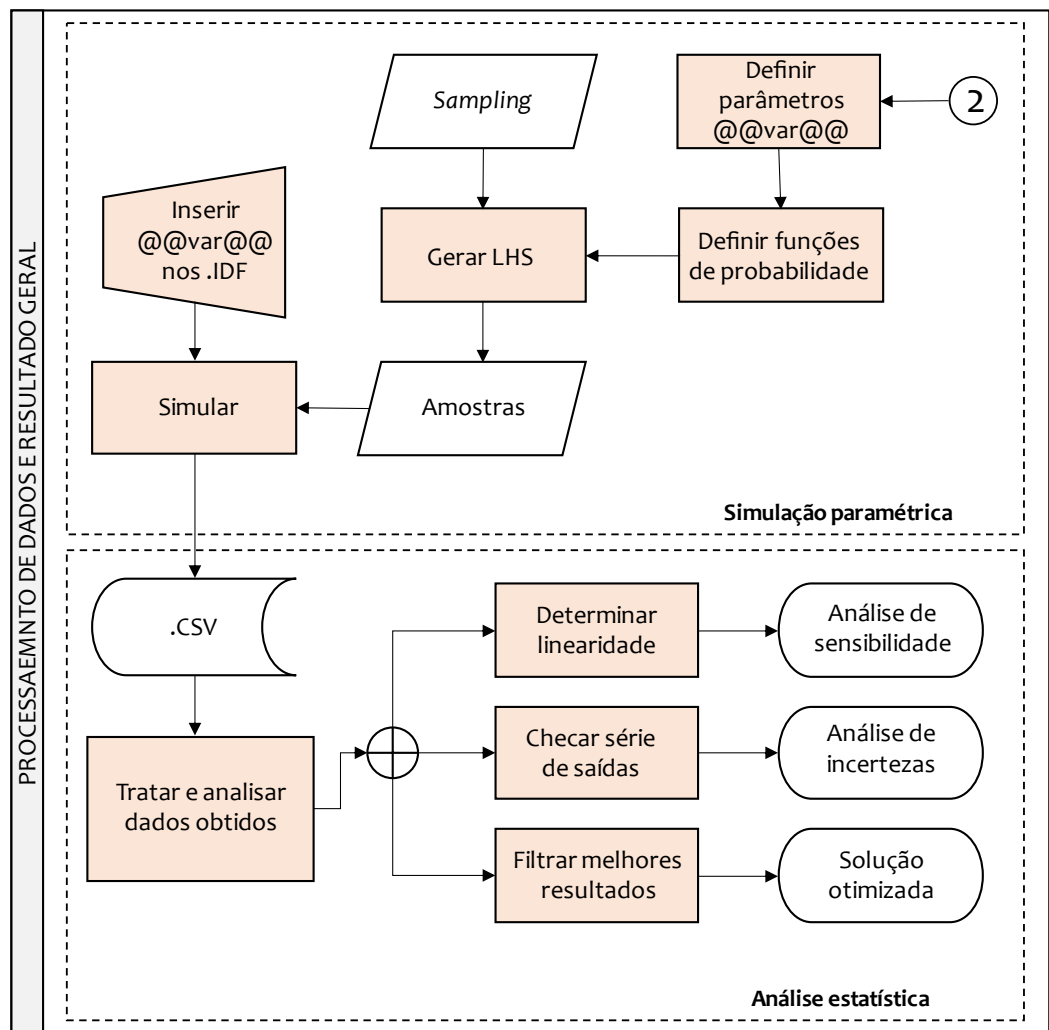 PROCESSAEMNTO DE DADOS E RESULTADO GERAL
Sampling
Definir
parâmetros
@@var@@
2
Inserir
@@var@@
nos .IDF
Gerar LHS
Definir funções
de probabilidade
Simular
Amostras
Simulação paramétrica
.CSV
Determinar
linearidade
Análise de
sensibilidade
Tratar e analisar
dados obtidos
Checar série
de saídas
Análise de
incertezas
Filtrar melhores
resultados
Solução
otimizada
Análise estatística